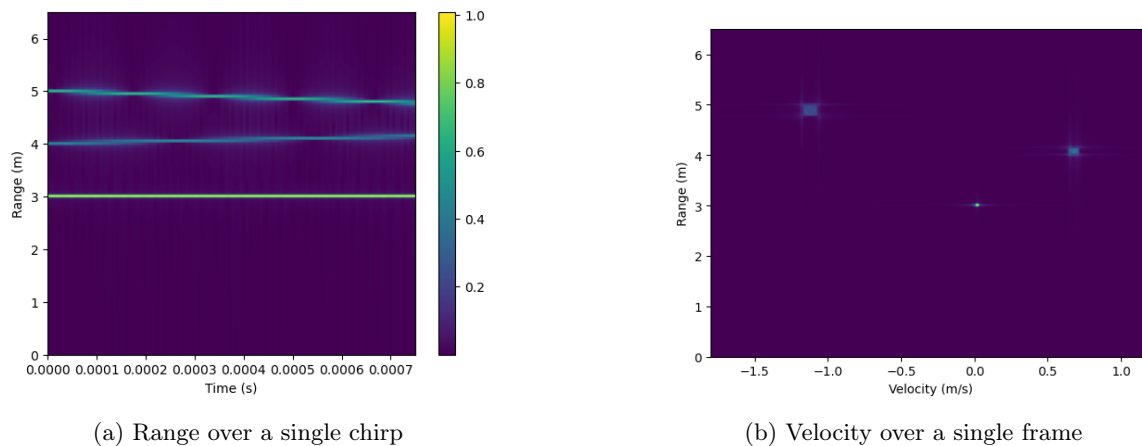 6
5
4
3
2
1
0
Range (m)
0.0000 0.0001 0.0002 0.0003 0.0004 0.0005 0.0006 0.0007
Time (s)
1.0
0.8
0.6
0.4
0.2
(a) Range over a single chirp
6
5
4
3
2
1
0
Range (m)
−1.5 −1.0 −0.5 0.0 0.5 1.0
Velocity (m/s)
(b) Velocity over a single frame